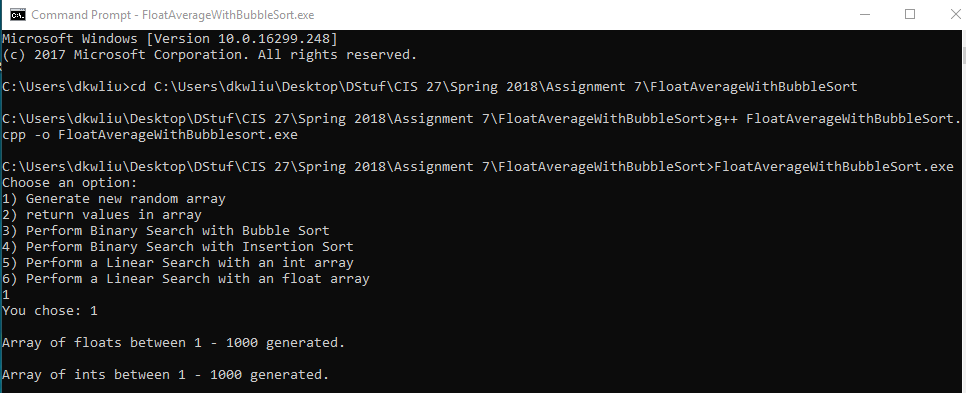 Command Prompt - FloatAverageWithBubbleSort.exe
Microsoft Windows [Version 10.0.16299.248]
(c) 2017 Microsoft Corporation. All rights reserved.
C:\Users\dkwliu>cd C:\Users\dkwliu\Desktop\DStuf\CIS 27\Spring 2018\Assignment 7\FloatAverageWithBubbleSort
C:\Users\dkwliu\Desktop\DStuf\CIS 27\Spring 2018\Assignment 7\FloatAverageWithBubbleSort>g++ FloatAverageWithBubbleSort.
cpp -o FloatAverageWithBubblesort.exe
C:\Users\dkwliu\Desktop\DStuf\CIS 27\Spring 2018\Assignment 7\FloatAverageWithBubbleSort>FloatAverageWithBubbleSort.exe
Choose an option:
1) Generate new random array
2) return values in array
3) Perform Binary Search with Bubble Sort
4) Perform Binary Search with Insertion Sort
5) Perform a Linear Search with an int array
6) Perform a Linear Search with an float array
1
You chose: 1
Array of floats between 1 - 1000 generated.
Array of ints between 1 - 1000 generated.